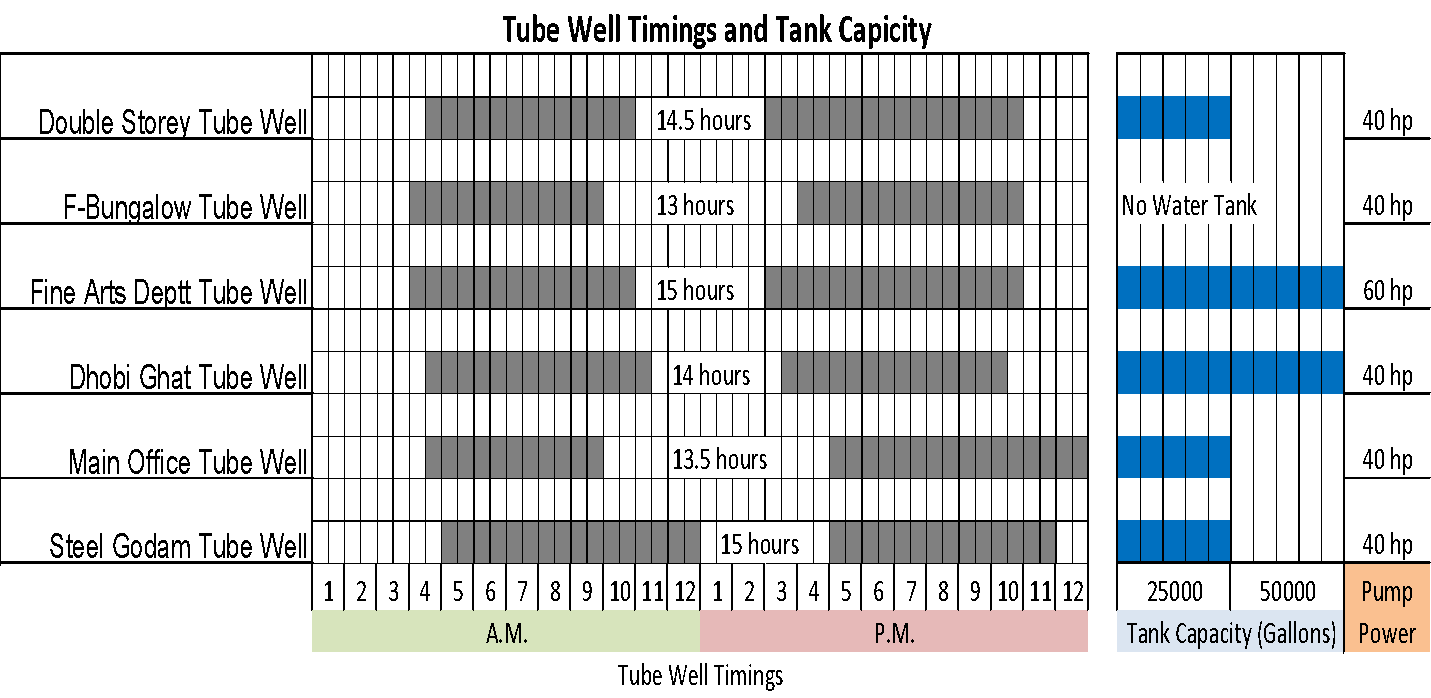 Tube Well Timings and Tank Capicity
Double Storey Tube Well 14.5 hours 40 hp
F-Bungalow Tube Well 13 hours No Water Tank 40 hp
Fine Arts Deptt Tube Well 15 hours 60 hp
Dhobi Ghat Tube Well 14 hours 40 hp
Main Office Tube Well 13.5 hours 40 hp
Steel Godam Tube Well 15 hours 40 hp
1 2 3 4 5 6 7 8 9 10 11 12 1 2 3 4 5 6 7 8 9 10 11 12 25000 50000 Pump
A.M. P.M. Tank Capacity (Gallons) Power
Tube Well Timings